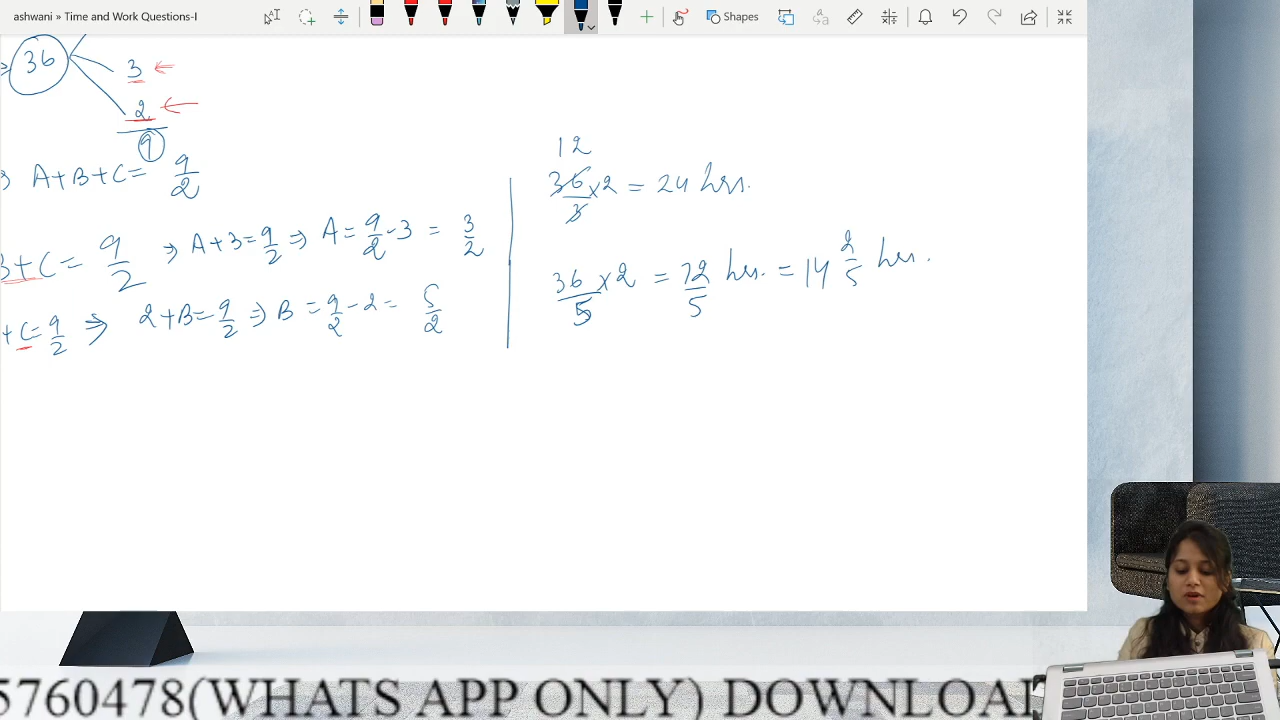 ashwani » Time and Work Questions-I
Shapes
36
3 ←
2 ←
9
A+B+C= 9/2
B+C= 9/2 ⇒ A+3=9/2 ⇒ A= 9/2-3 = 3/2
+C=9/2 ⇒ 2+B=9/2 ⇒ B = 9/2-2= 5/2
12
36/3 x2 = 24 hrs.
36/5 x2 = 72/5 hrs. = 14 2/5 hrs.
5760478(WHATS APP ONLY) DOWNLOA